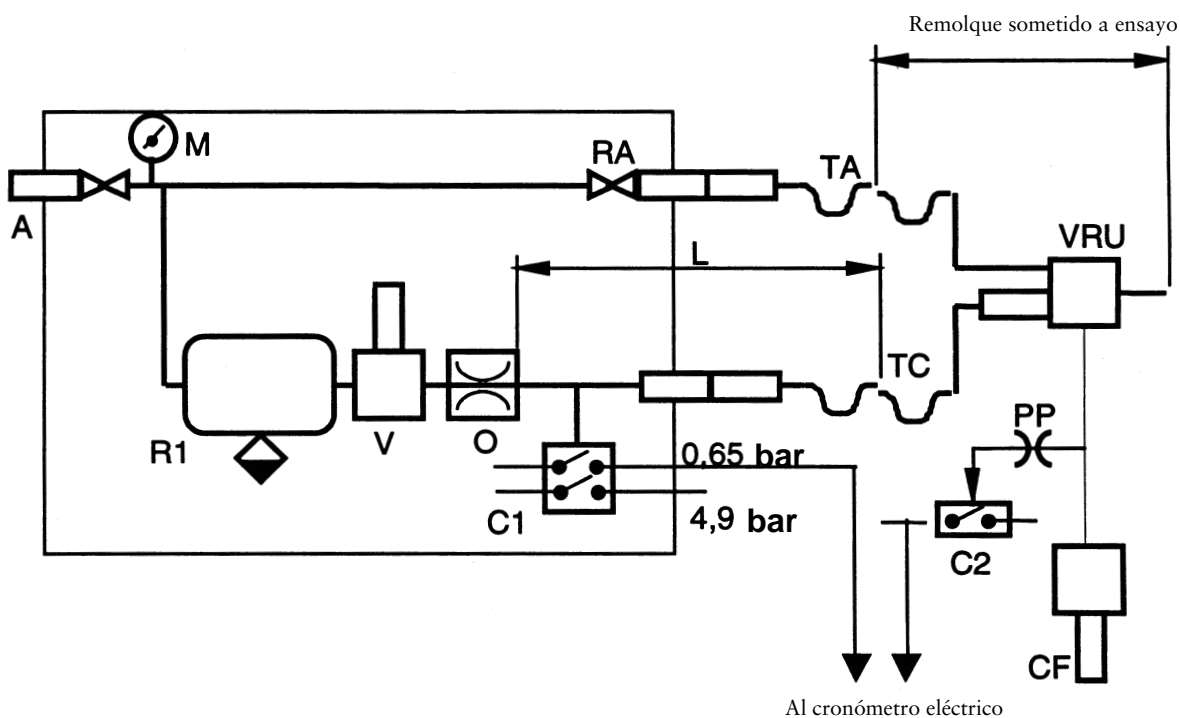 Remolque sometido a ensayo
M
RA
TA
A
VRU
L
TC
R1
V
O
PP
0,65 bar
C1
4,9 bar
C2
CF
Al cronómetro eléctrico